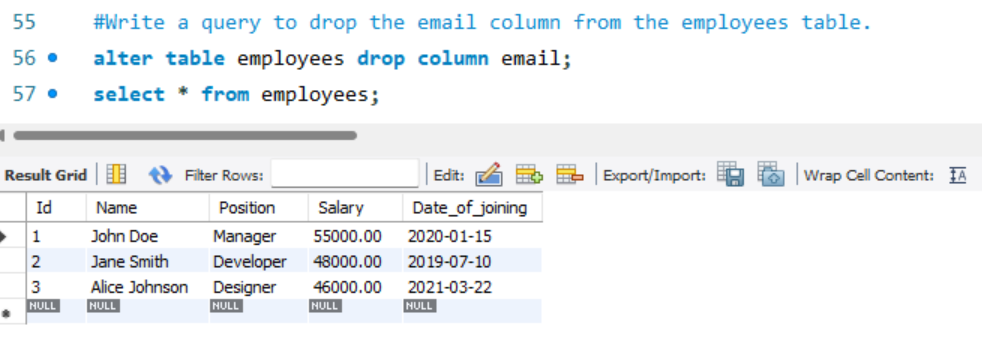 55 #Write a query to drop the email column from the employees table.
56 alter table employees drop column email;
57 select * from employees;
Result Grid Filter Rows: Edit: Export/Import: Wrap Cell Content: IA
Id Name Position Salary Date_of_joining
1 John Doe Manager 55000.00 2020-01-15
2 Jane Smith Developer 48000.00 2019-07-10
3 Alice Johnson Designer 46000.00 2021-03-22
NULL NULL NULL NULL NULL